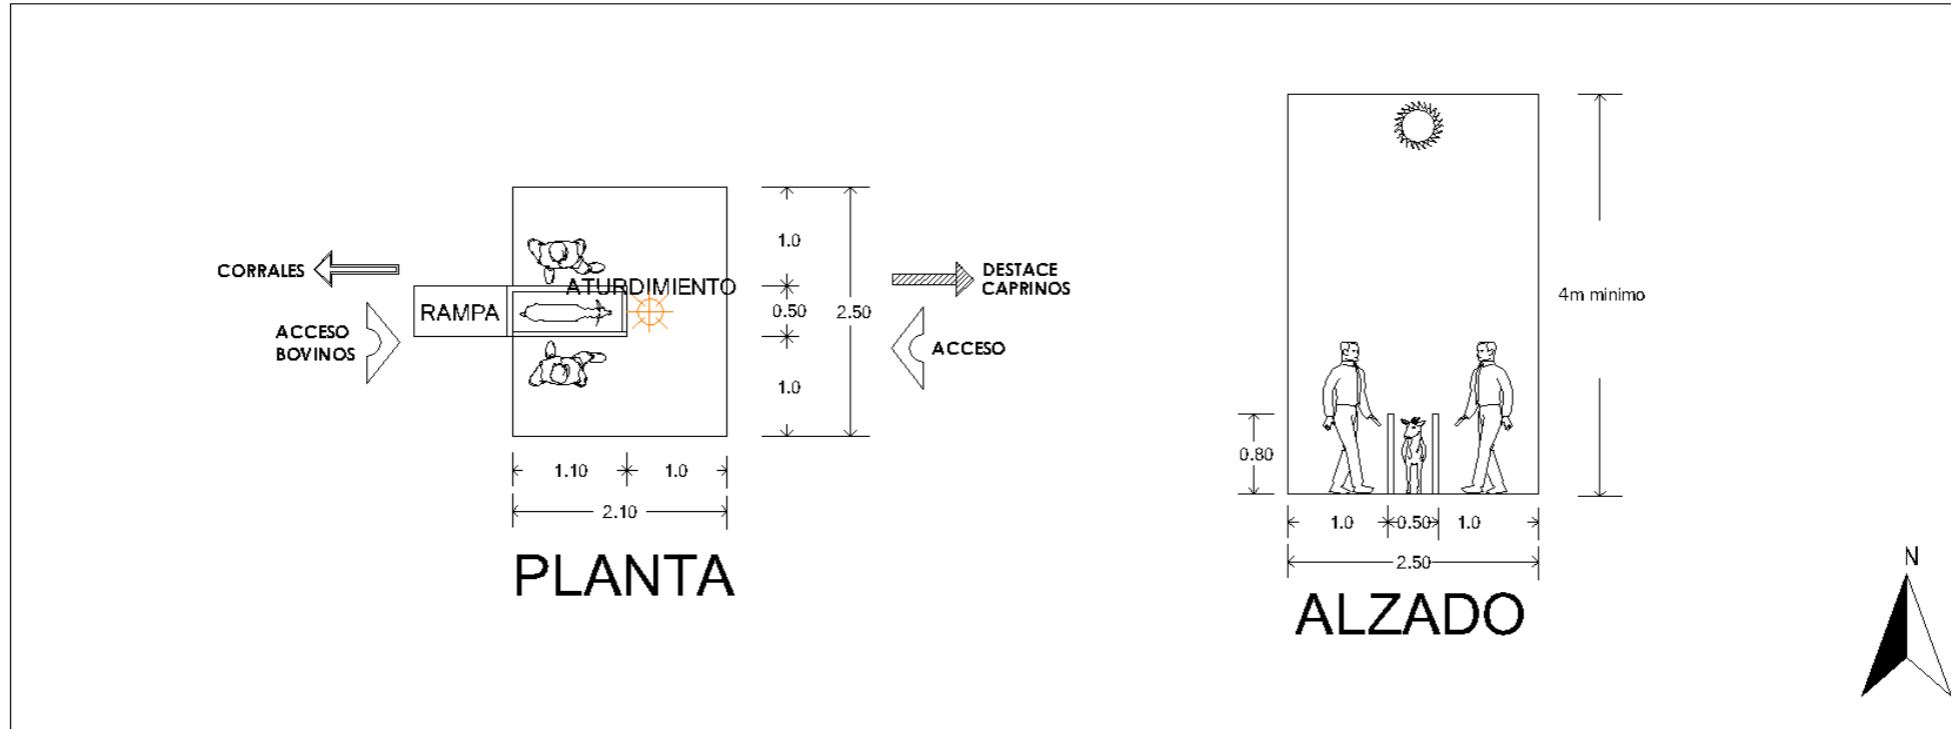 CORRALES
ACCESO
BOVINOS
RAMPA
ATURDIMIENTO
1.0
0.50
1.0
2.50
1.10
1.0
2.10
DESTACE
CAPRINOS
ACCESO
PLANTA
4m minimo
0.80
1.0
0.50
1.0
2.50
ALZADO
N